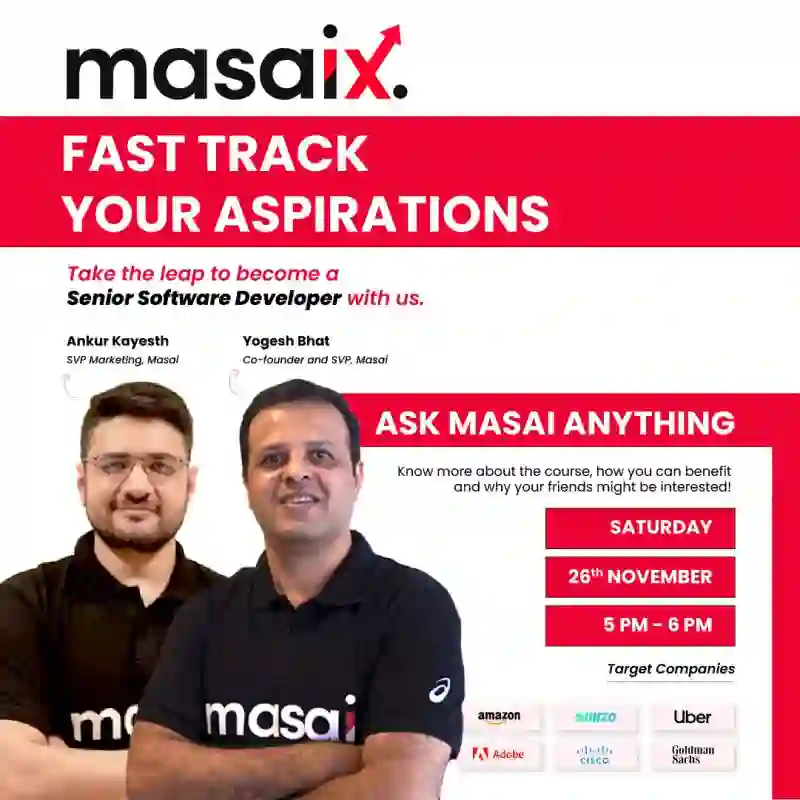 masaix.
FAST TRACK
YOUR ASPIRATIONS
Take the leap to become a
Senior Software Developer with us.
Ankur Kayesth
SVP Marketing, Masai
Yogesh Bhat
Co-founder and SVP, Masai
ASK MASAI ANYTHING
Know more about the course, how you can benefit
and why your friends might be interested!
SATURDAY
26th NOVEMBER
5 PM - 6 PM
Target Companies
amazon
DUNZO
Uber
Adobe
CISCO
Goldman
Sachs
ma
masai